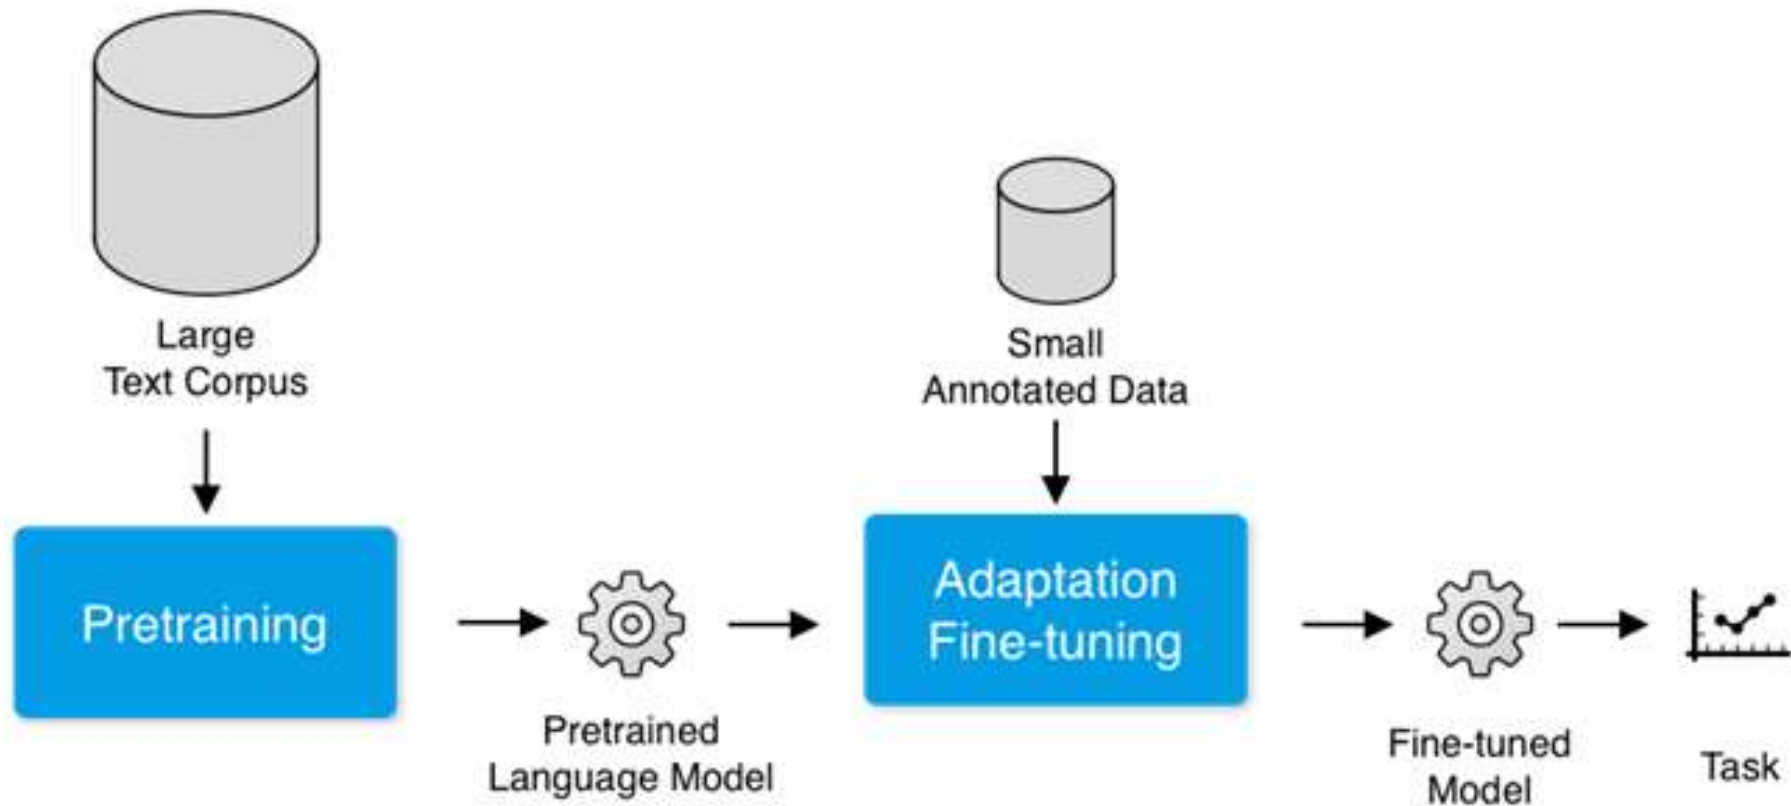 Large
Text Corpus
Small
Annotated Data
Pretraining
Adaptation
Fine-tuning
Pretrained
Language Model
Fine-tuned
Model
Task